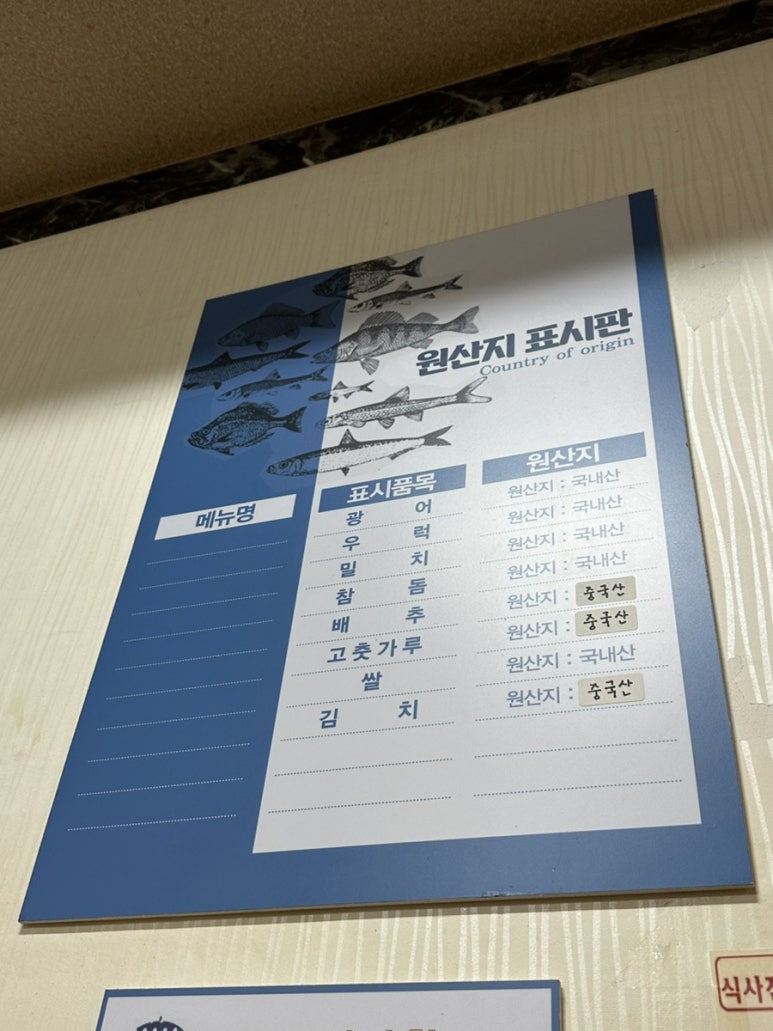 원산지 표시판
Country of origin
메뉴명 표시품목 원산지
광어 원산지 : 국내산
우럭 원산지 : 국내산
밀치 원산지 : 국내산
참돔 원산지 : 국내산
배추 원산지 : 중국산
고춧가루 원산지 : 중국산
쌀 원산지 : 국내산
김치 원산지 : 중국산